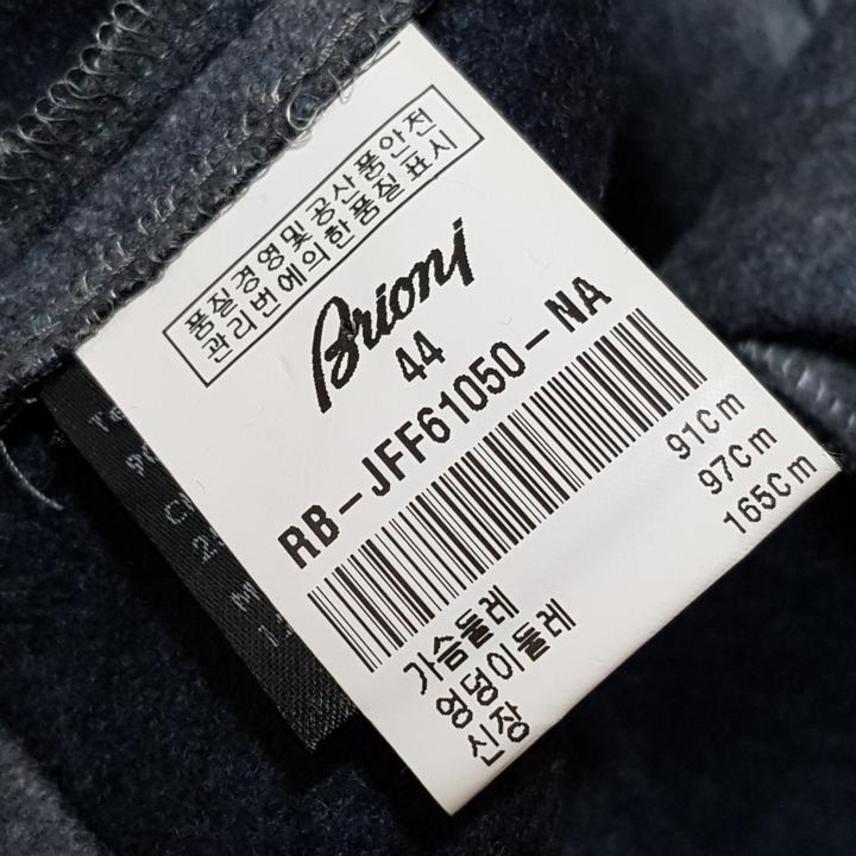 품질경영및공산품안전
관리번에의한품질표시
Brioni
44
RB-JFF61050-NA
가슴둘레 91Cm
엉덩이둘레 97Cm
신장 165Cm